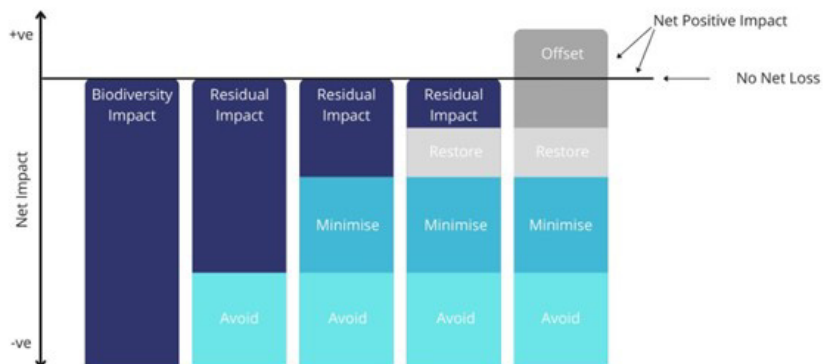 +ve
Net Impact
-ve
Biodiversity
Impact
Residual
Impact
Avoid
Residual
Impact
Minimise
Avoid
Residual
Impact
Restore
Minimise
Avoid
Offset
Restore
Minimise
Avoid
Net Positive Impact
No Net Loss